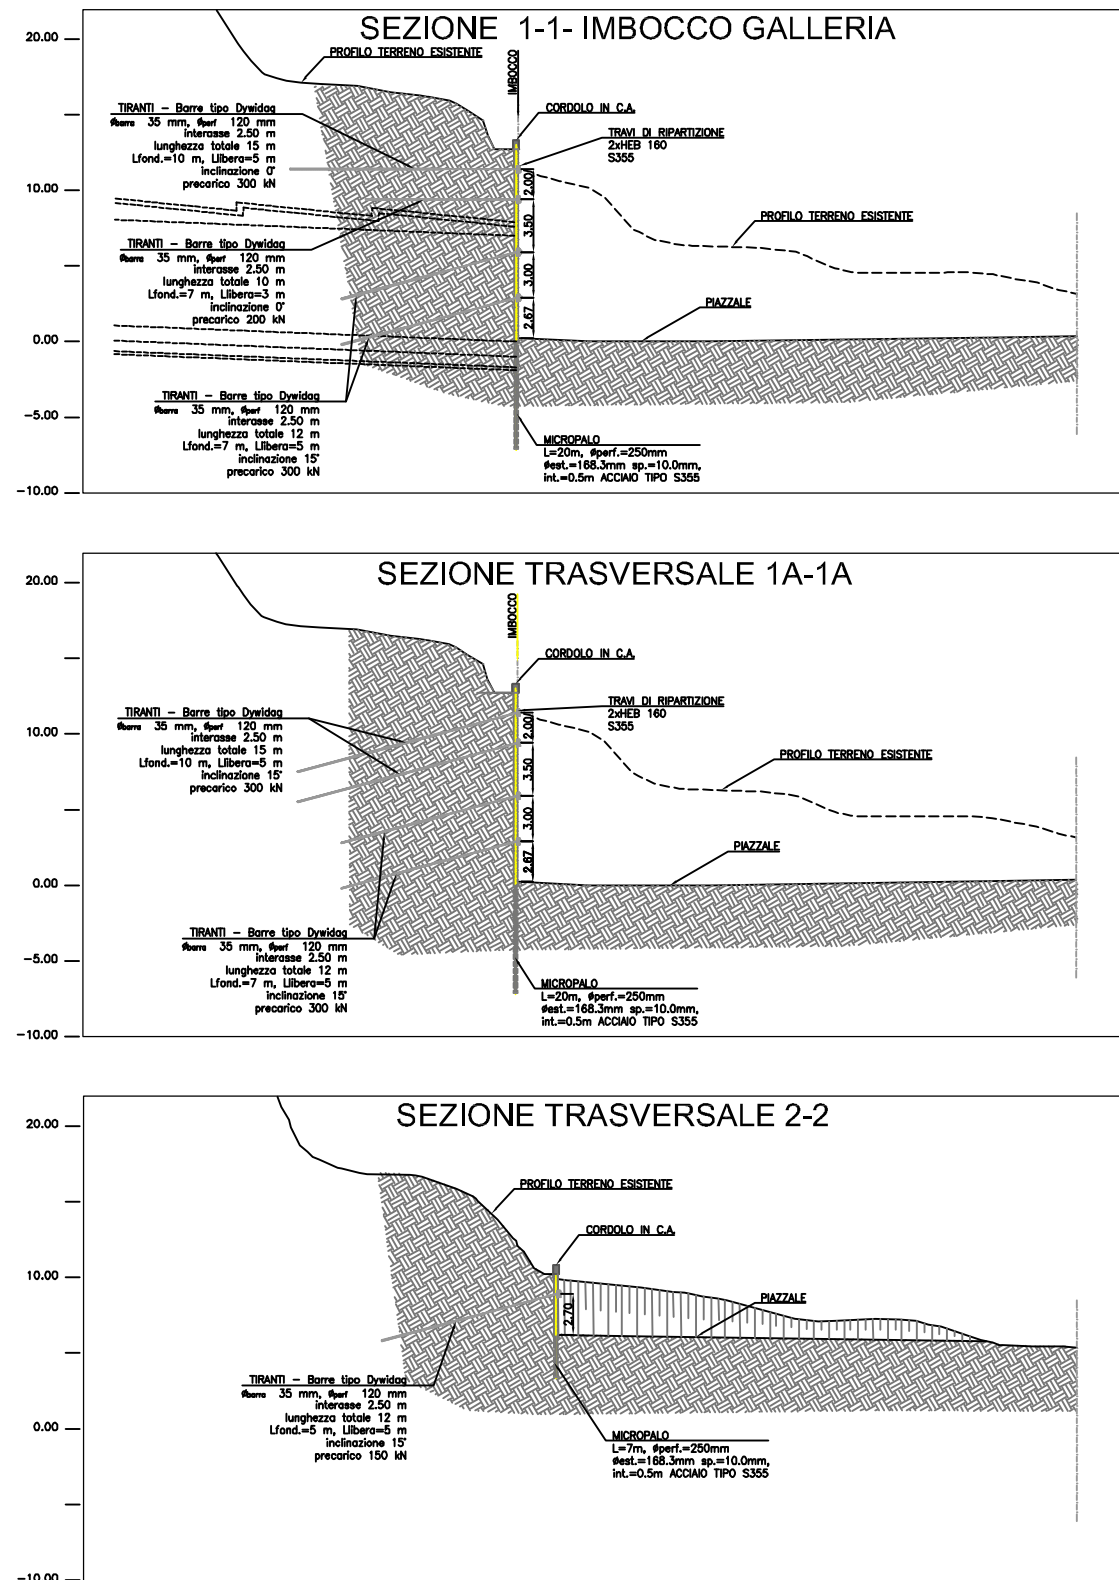 SEZIONE 1-1- IMBOCCO GALLERIA
20.00
10.00
0.00
-5.00
-10.00
PROFILO TERRENO ESISTENTE
IMBOCCO
CORDOLO IN C.A.
TRAVI DI RIPARTIZIONE
2xHEB 160
S355
TIRANTI - Barre tipo Dywidag
Øbarra 35 mm, Øperf 120 mm
interasse 2.50 m
lunghezza totale 15 m
Lfond.=10 m, Llibera=5 m
inclinazione 0°
precarico 300 kN
TIRANTI - Barre tipo Dywidag
Øbarra 35 mm, Øperf 120 mm
interasse 2.50 m
lunghezza totale 10 m
Lfond.=7 m, Llibera=3 m
inclinazione 0°
precarico 200 kN
TIRANTI - Barre tipo Dywidag
Øbarra 35 mm, Øperf 120 mm
interasse 2.50 m
lunghezza totale 12 m
Lfond.=7 m, Llibera=5 m
inclinazione 15°
precarico 300 kN
2.00
3.50
3.00
2.67
PROFILO TERRENO ESISTENTE
PIAZZALE
MICROPALO
L=20m, Øperf.=250mm
Øest.=168.3mm sp.=10.0mm,
int.=0.5m ACCIAIO TIPO S355
SEZIONE TRASVERSALE 1A-1A
20.00
10.00
0.00
-5.00
-10.00
IMBOCCO
CORDOLO IN C.A.
TRAVI DI RIPARTIZIONE
2xHEB 160
S355
TIRANTI - Barre tipo Dywidag
Øbarra 35 mm, Øperf 120 mm
interasse 2.50 m
lunghezza totale 15 m
Lfond.=10 m, Llibera=5 m
inclinazione 15°
precarico 300 kN
TIRANTI - Barre tipo Dywidag
Øbarra 35 mm, Øperf 120 mm
interasse 2.50 m
lunghezza totale 12 m
Lfond.=7 m, Llibera=5 m
inclinazione 15°
precarico 300 kN
2.00
3.50
3.00
2.67
PROFILO TERRENO ESISTENTE
PIAZZALE
MICROPALO
L=20m, Øperf.=250mm
Øest.=168.3mm sp.=10.0mm,
int.=0.5m ACCIAIO TIPO S355
SEZIONE TRASVERSALE 2-2
20.00
10.00
0.00
-10.00
PROFILO TERRENO ESISTENTE
CORDOLO IN C.A.
PIAZZALE
2.70
TIRANTI - Barre tipo Dywidag
Øbarra 35 mm, Øperf 120 mm
interasse 2.50 m
lunghezza totale 12 m
Lfond.=5 m, Llibera=5 m
inclinazione 15°
precarico 150 kN
MICROPALO
L=7m, Øperf.=250mm
Øest.=168.3mm sp.=10.0mm,
int.=0.5m ACCIAIO TIPO S355